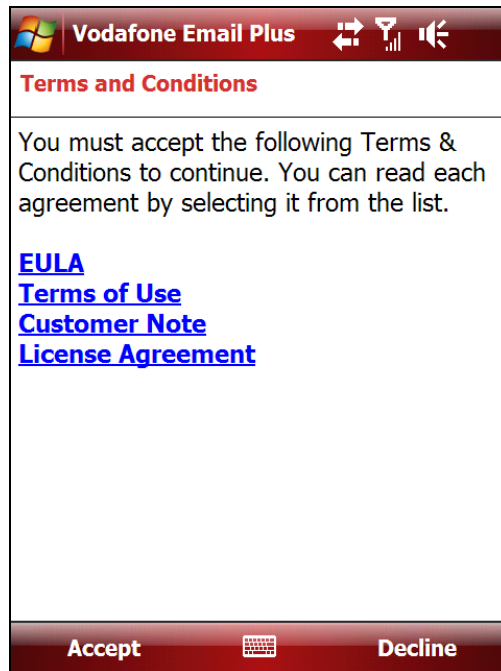 Vodafone Email Plus
Terms and Conditions
You must accept the following Terms &
Conditions to continue. You can read each
agreement by selecting it from the list.
EULA
Terms of Use
Customer Note
License Agreement
Accept
Decline